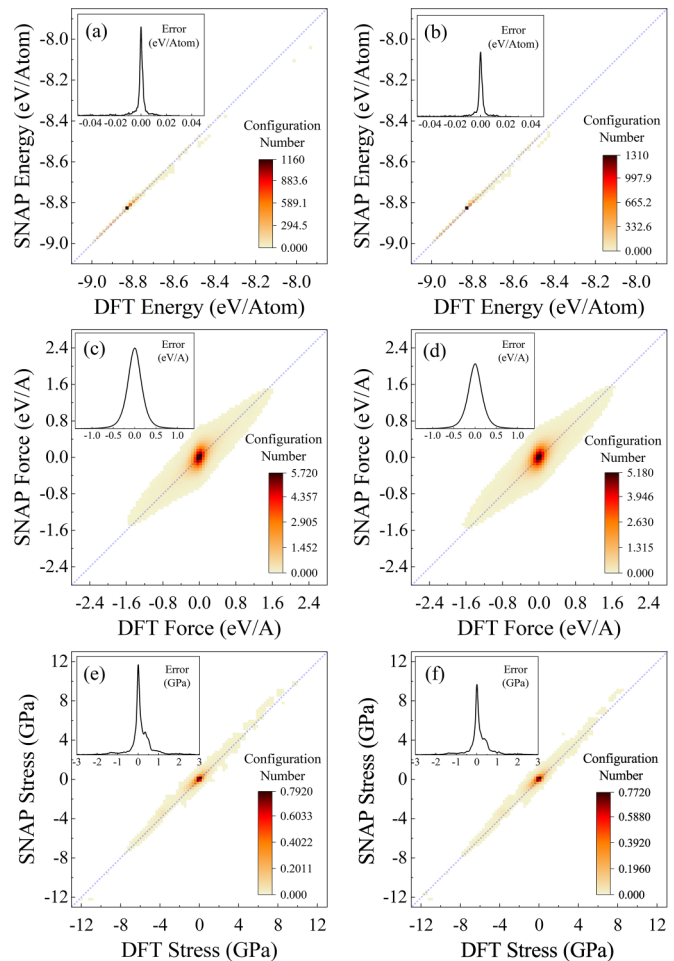 (a)
Error
(eV/Atom)
-0.04 -0.02 0.00 0.02 0.04
SNAP Energy (eV/Atom)
-8.0
-8.2
-8.4
-8.6
-8.8
-9.0
Configuration
Number
1160
883.6
589.1
294.5
0.000
-9.0 -8.8 -8.6 -8.4 -8.2 -8.0
DFT Energy (eV/Atom)
(b)
Error
(eV/Atom)
-0.04 -0.02 0.00 0.02 0.04
SNAP Energy (eV/Atom)
-8.0
-8.2
-8.4
-8.6
-8.8
-9.0
Configuration
Number
1310
997.9
665.2
332.6
0.000
-9.0 -8.8 -8.6 -8.4 -8.2 -8.0
DFT Energy (eV/Atom)
(c)
Error
(eV/A)
-1.0 -0.5 0.0 0.5 1.0
SNAP Force (eV/A)
2.4
1.6
0.8
0.0
-0.8
-1.6
-2.4
Configuration
Number
5.720
4.357
2.905
1.452
0.000
-2.4 -1.6 -0.8 0.0 0.8 1.6 2.4
DFT Force (eV/A)
(d)
Error
(eV/A)
-1.0 -0.5 0.0 0.5 1.0
SNAP Force (eV/A)
2.4
1.6
0.8
0.0
-0.8
-1.6
-2.4
Configuration
Number
5.180
3.946
2.630
1.315
0.000
-2.4 -1.6 -0.8 0.0 0.8 1.6 2.4
DFT Force (eV/A)
(e)
Error
(GPa)
-3 -2 -1 0 1 2 3
SNAP Stress (GPa)
12
8
4
0
-4
-8
-12
Configuration
Number
0.7920
0.6033
0.4022
0.2011
0.000
-12 -8 -4 0 4 8 12
DFT Stress (GPa)
(f)
Error
(GPa)
-3 -2 -1 0 1 2 3
SNAP Stress (GPa)
12
8
4
0
-4
-8
-12
Configuration
Number
0.7720
0.5880
0.3920
0.1960
0.000
-12 -8 -4 0 4 8 12
DFT Stress (GPa)